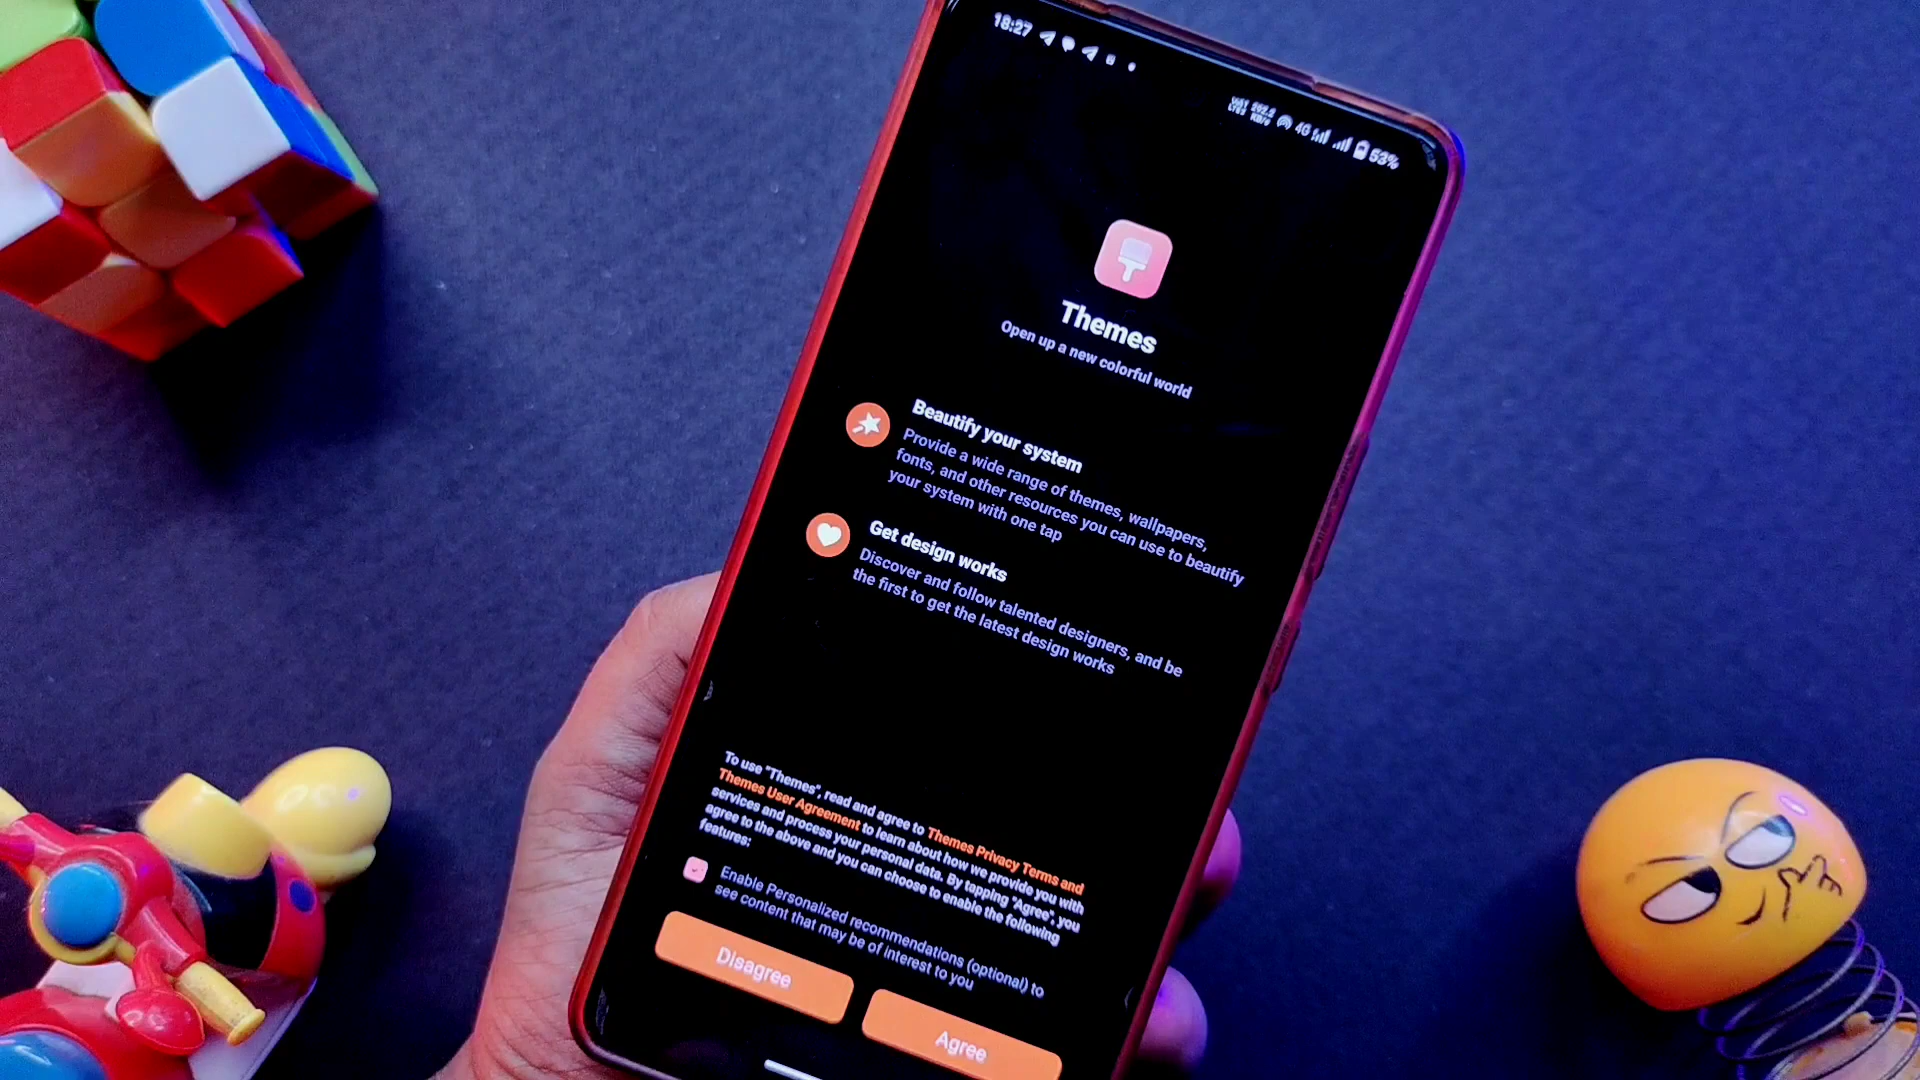 18:27
4G
53%
Themes
Open up a new colorful world
Beautify your system
Provide a wide range of themes, wallpapers,
fonts, and other resources you can use to beautify
your system with one tap
Get design works
Discover and follow talented designers, and be
the first to get the latest design works
To use "Themes", read and agree to Themes Privacy Terms and
Themes User Agreement to learn about how we provide you with
services and process your personal data. By tapping "Agree", you
agree to the above and you can choose to enable the following
features:
Enable Personalized recommendations (optional) to
see content that may be of interest to you
Disagree
Agree